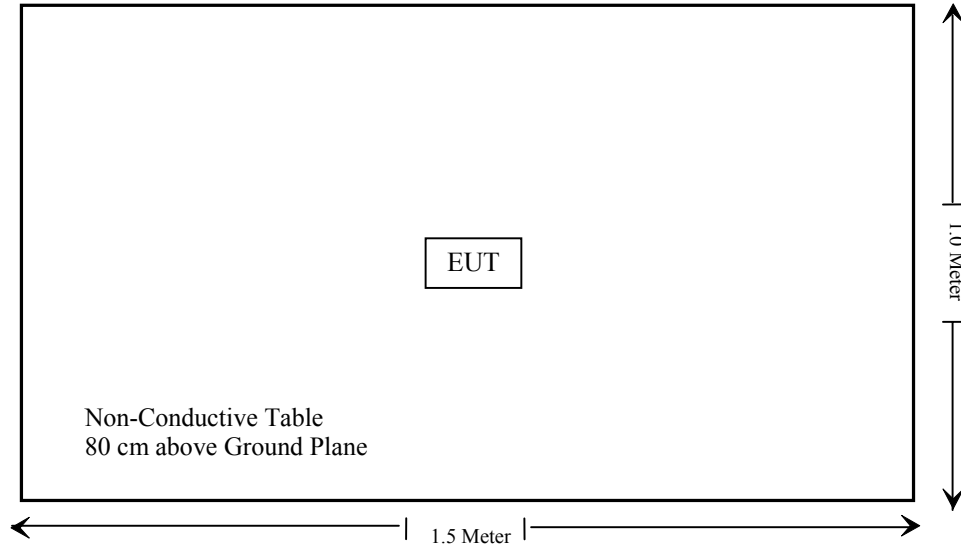 1.0 Meter
EUT
Non-Conductive Table
80 cm above Ground Plane
1.5 Meter